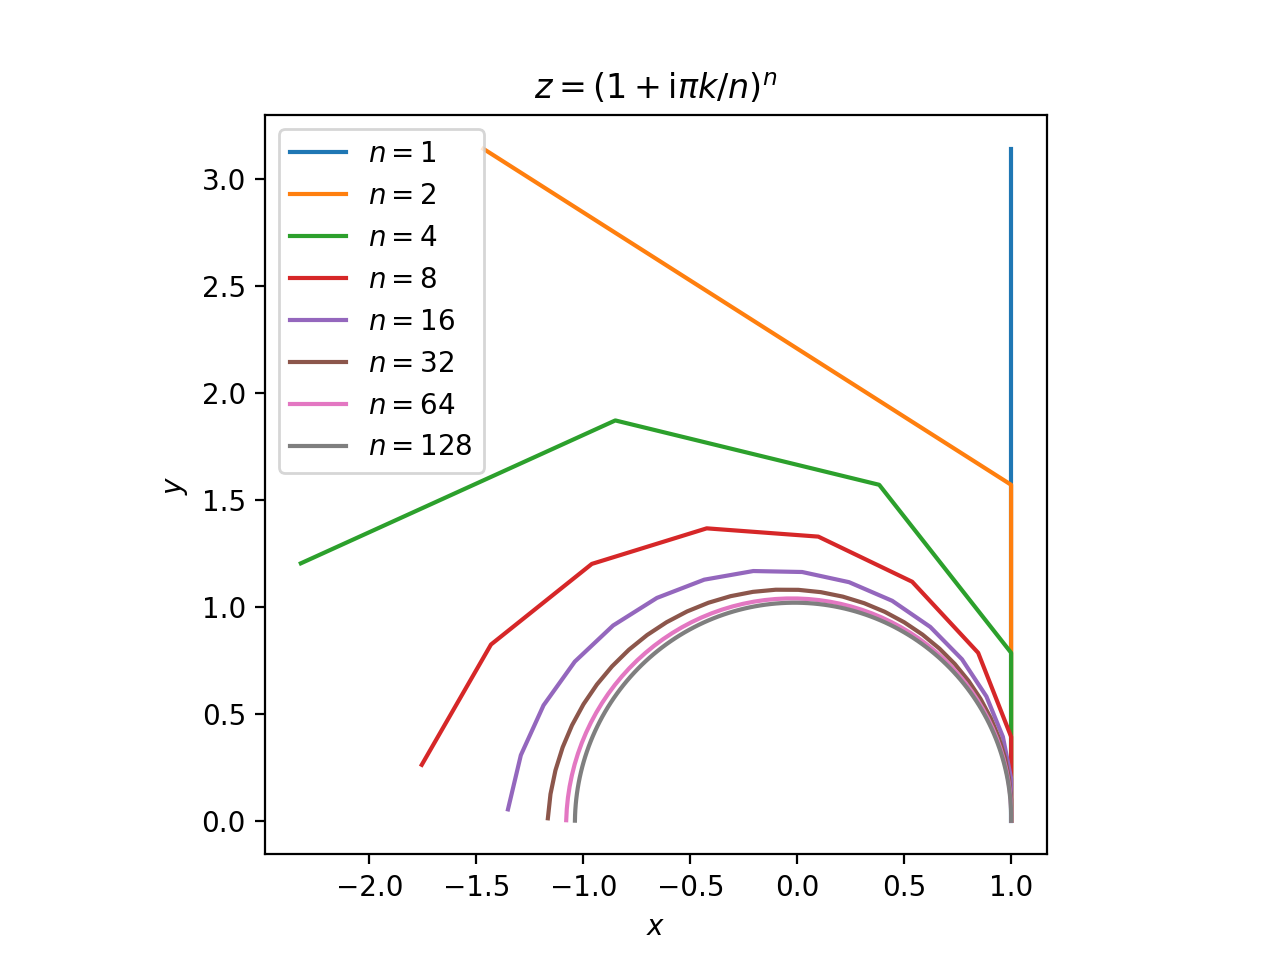 z = (1 + iπk/n)ⁿ
n = 1
n = 2
n = 4
n = 8
n = 16
n = 32
n = 64
n = 128
3.0
2.5
2.0
1.5
1.0
0.5
0.0
y
−2.0 −1.5 −1.0 −0.5 0.0 0.5 1.0
x